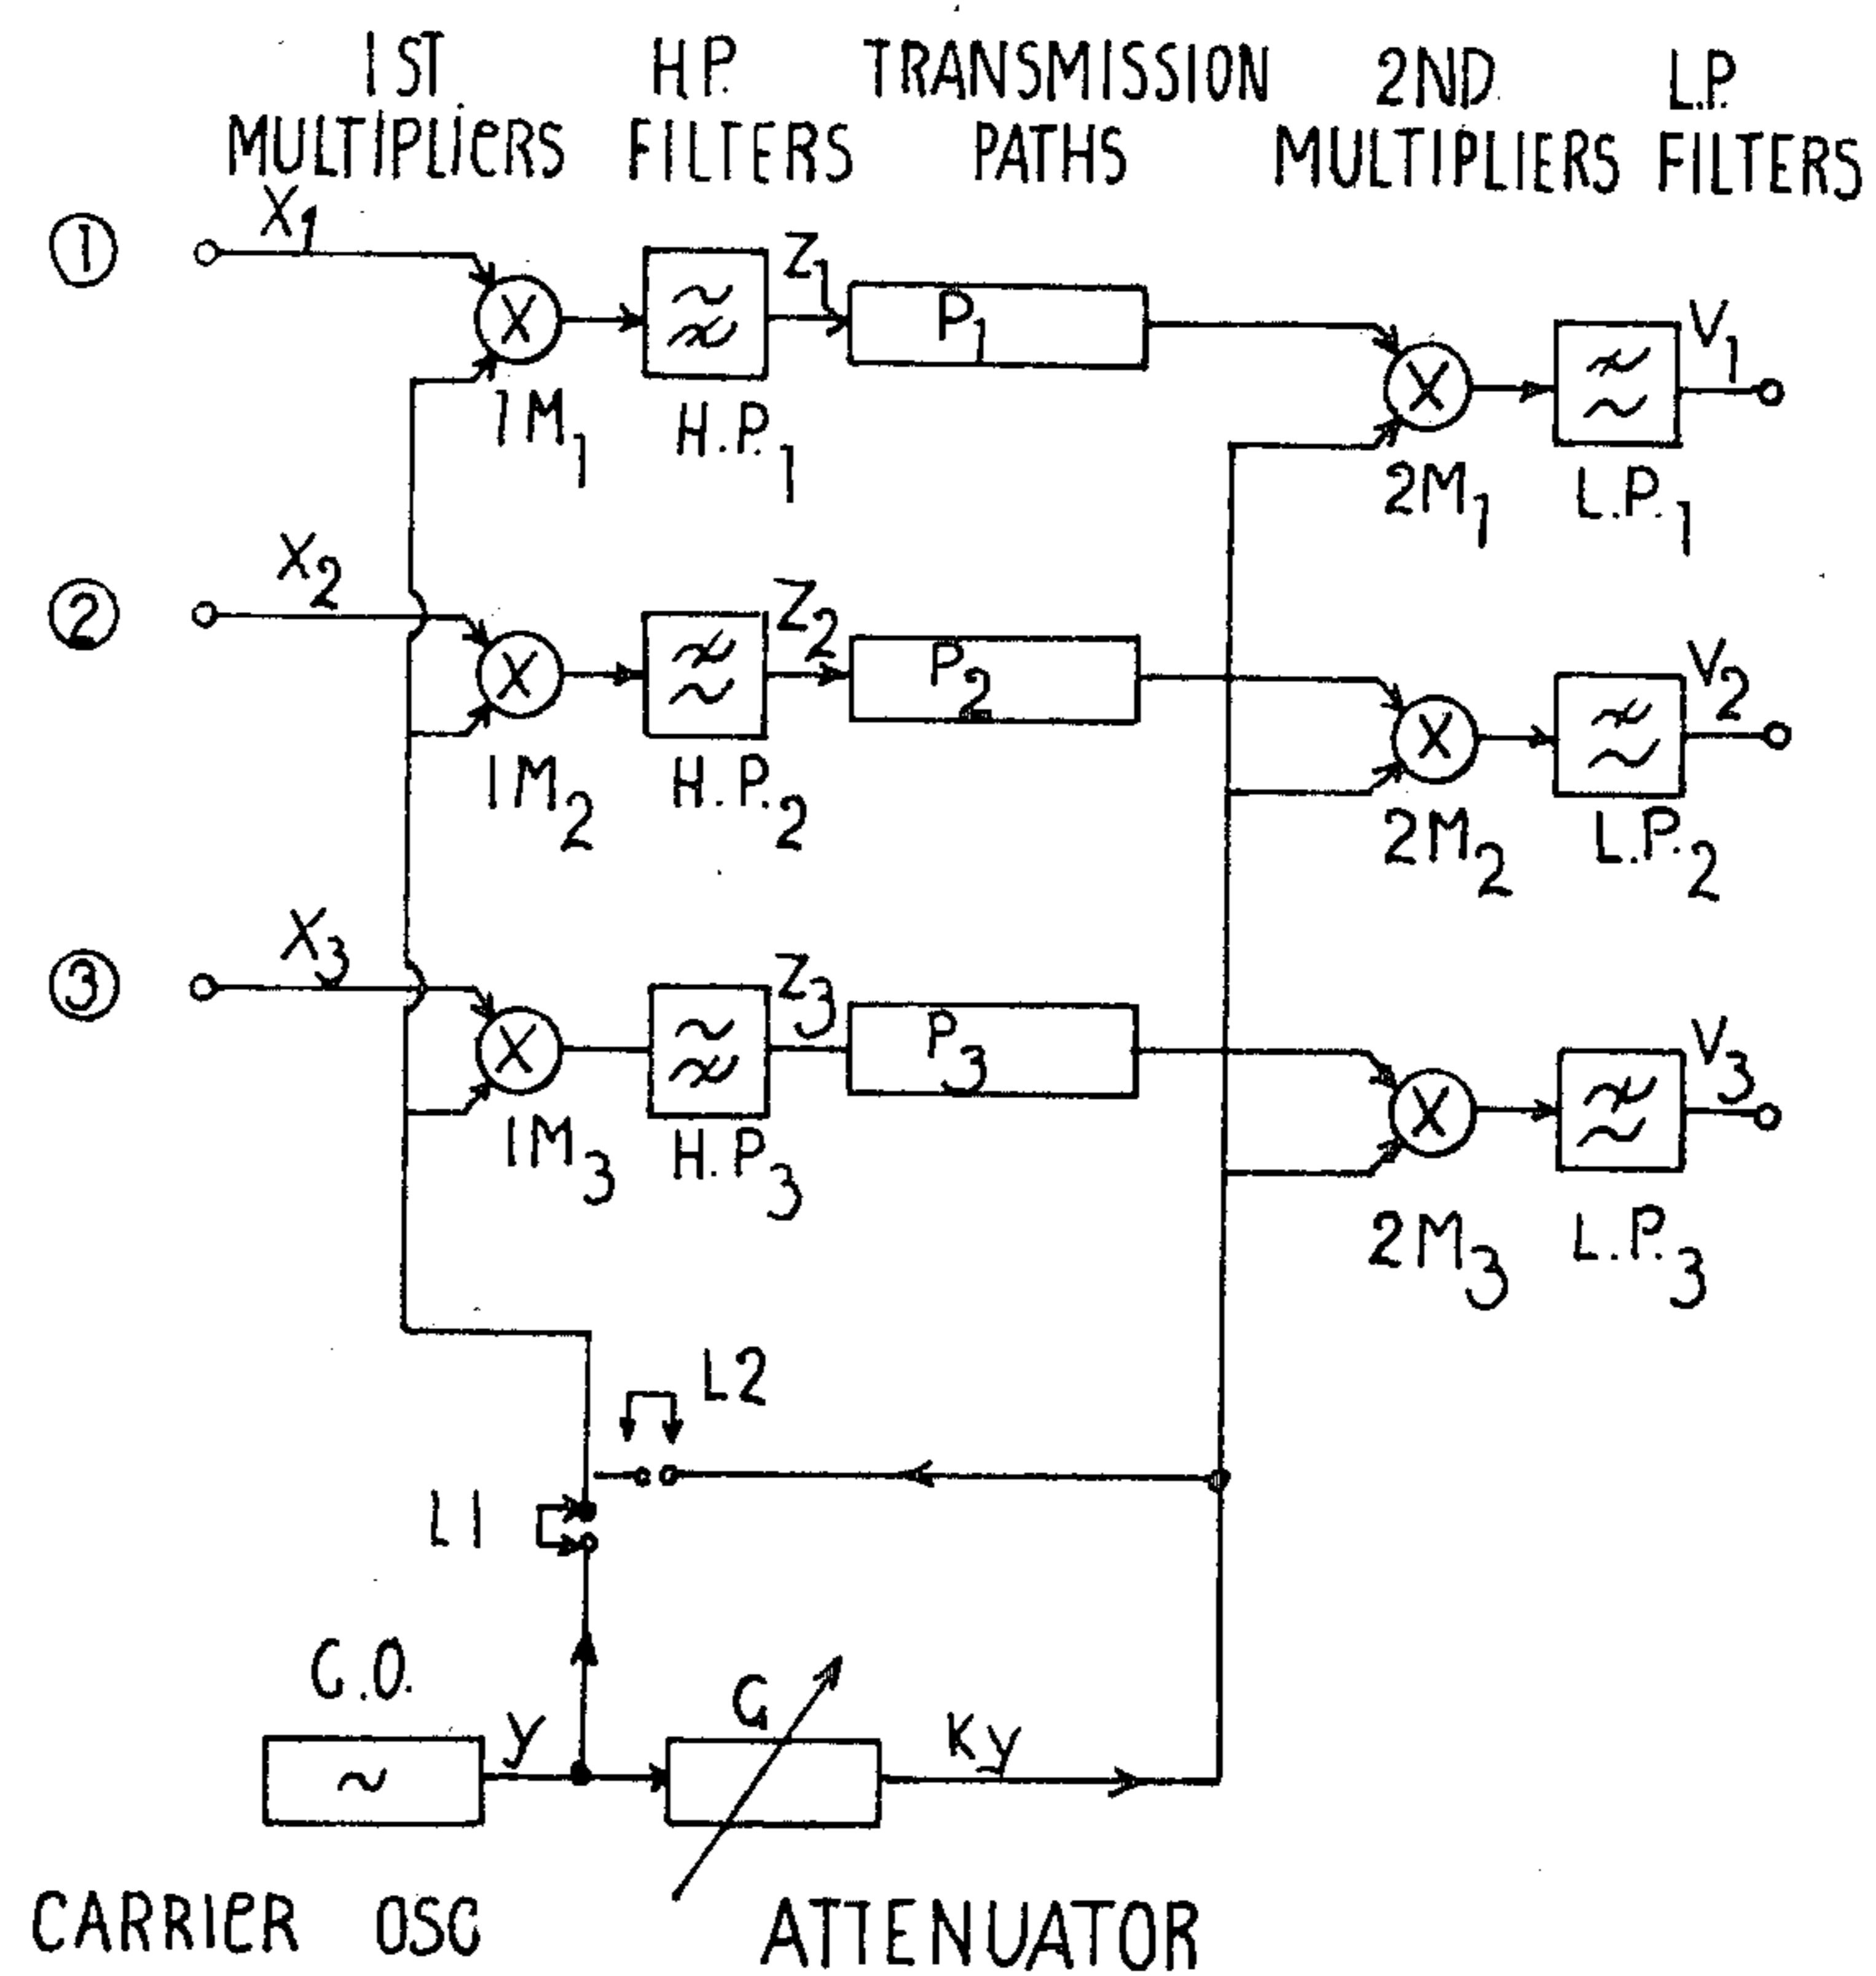 1ST MULTIPLIeRS
H.P. FILTERS
TRANSMISSION PATHS
2ND MULTIPLIERS
L.P. FILTERS
① X1
1M1
H.P.1
Z1
P1
2M1
L.P.1
V1
② X2
1M2
H.P.2
Z2
P2
2M2
L.P.2
V2
③ X3
1M3
H.P3
Z3
P3
2M3
L.P.3
V3
L2
L1
C.O.
y
G
Ky
CARRIeR OSC
ATTENUATOR